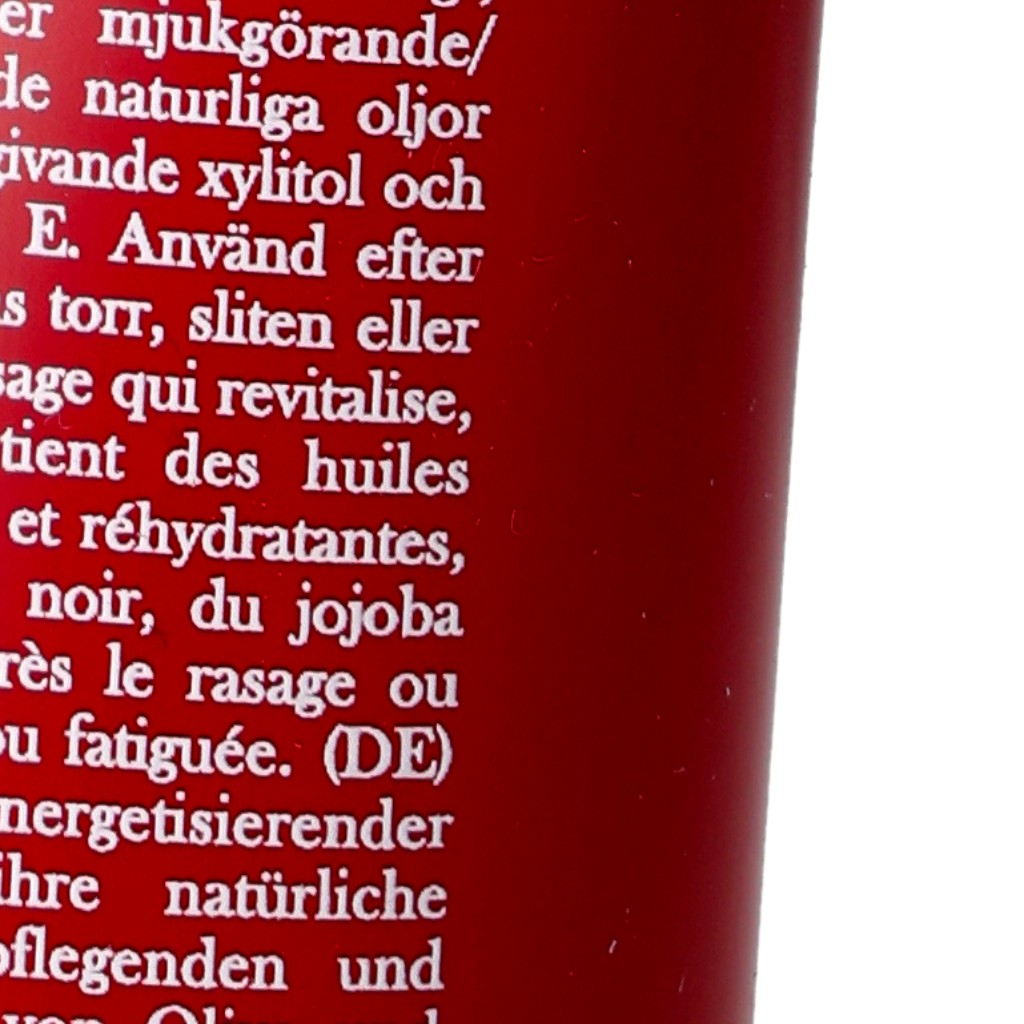 er mjukgörande/
de naturliga oljor
givande xylitol och
E. Använd efter
s torr, sliten eller
sage qui revitalise,
tient des huiles
et réhydratantes,
noir, du jojoba
rès le rasage ou
ou fatiguée. (DE)
nergetisierender
ihre natürliche
pflegenden und